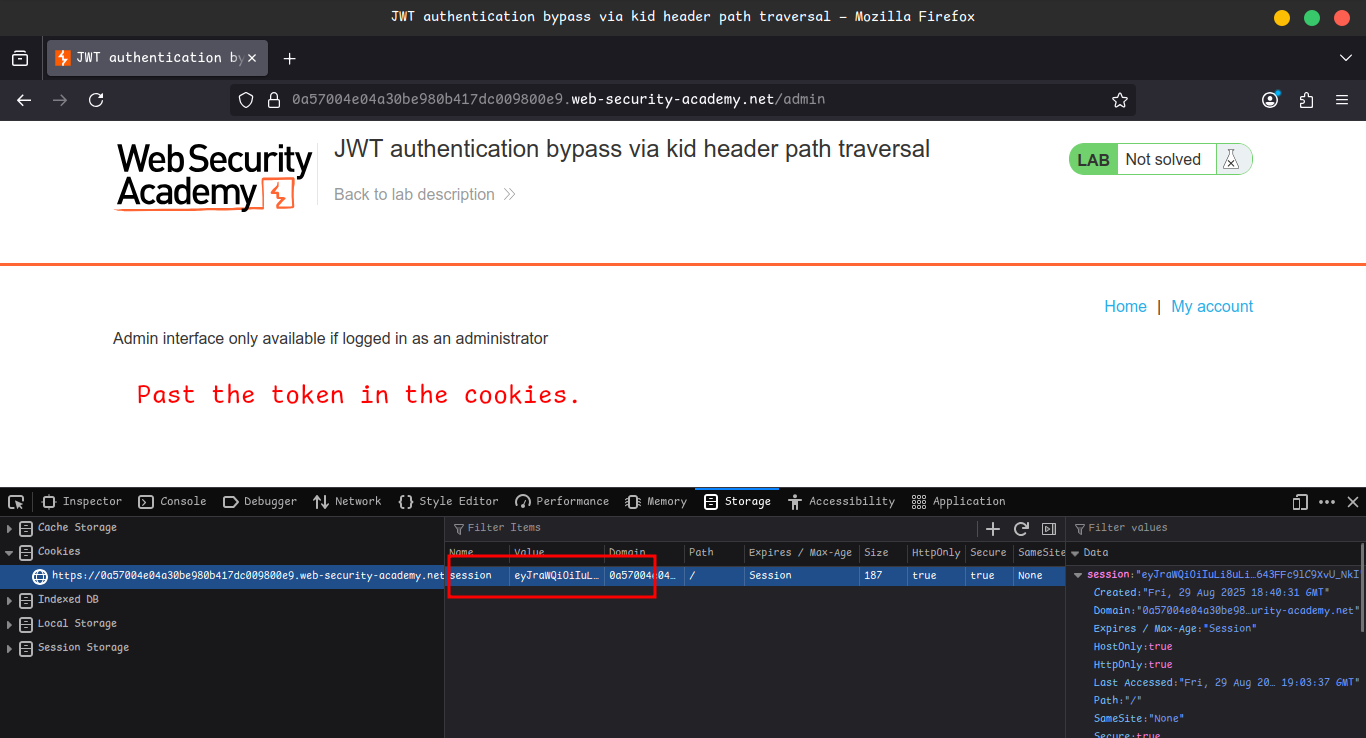 JWT authentication bypass via kid header path traversal — Mozilla Firefox
JWT authentication by
0a57004e04a30be980b417dc009800e9.web-security-academy.net/admin
WebSecurity
Academy
JWT authentication bypass via kid header path traversal
Back to lab description
LAB Not solved
Home | My account
Admin interface only available if logged in as an administrator
Past the token in the cookies.
Inspector Console Debugger Network Style Editor Performance Memory Storage Accessibility Application
Cache Storage
Cookies
https://0a57004e04a30be980b417dc009800e9.web-security-academy.net
Indexed DB
Local Storage
Session Storage
Filter Items
Name Value Domain Path Expires / Max-Age Size HttpOnly Secure SameSite
session eyJraWQiOiIuL… 0a57004e04… / Session 187 true true None
Filter values
Data
session:"eyJraWQiOiIuLi8uLi…643FFc9lC9XvU_NkI
Created:"Fri, 29 Aug 2025 18:40:31 GMT"
Domain:"0a57004e04a30be98…urity-academy.net"
Expires / Max-Age:"Session"
HostOnly:true
HttpOnly:true
Last Accessed:"Fri, 29 Aug 20… 19:03:37 GMT"
Path:"/"
SameSite:"None"
Secure:true